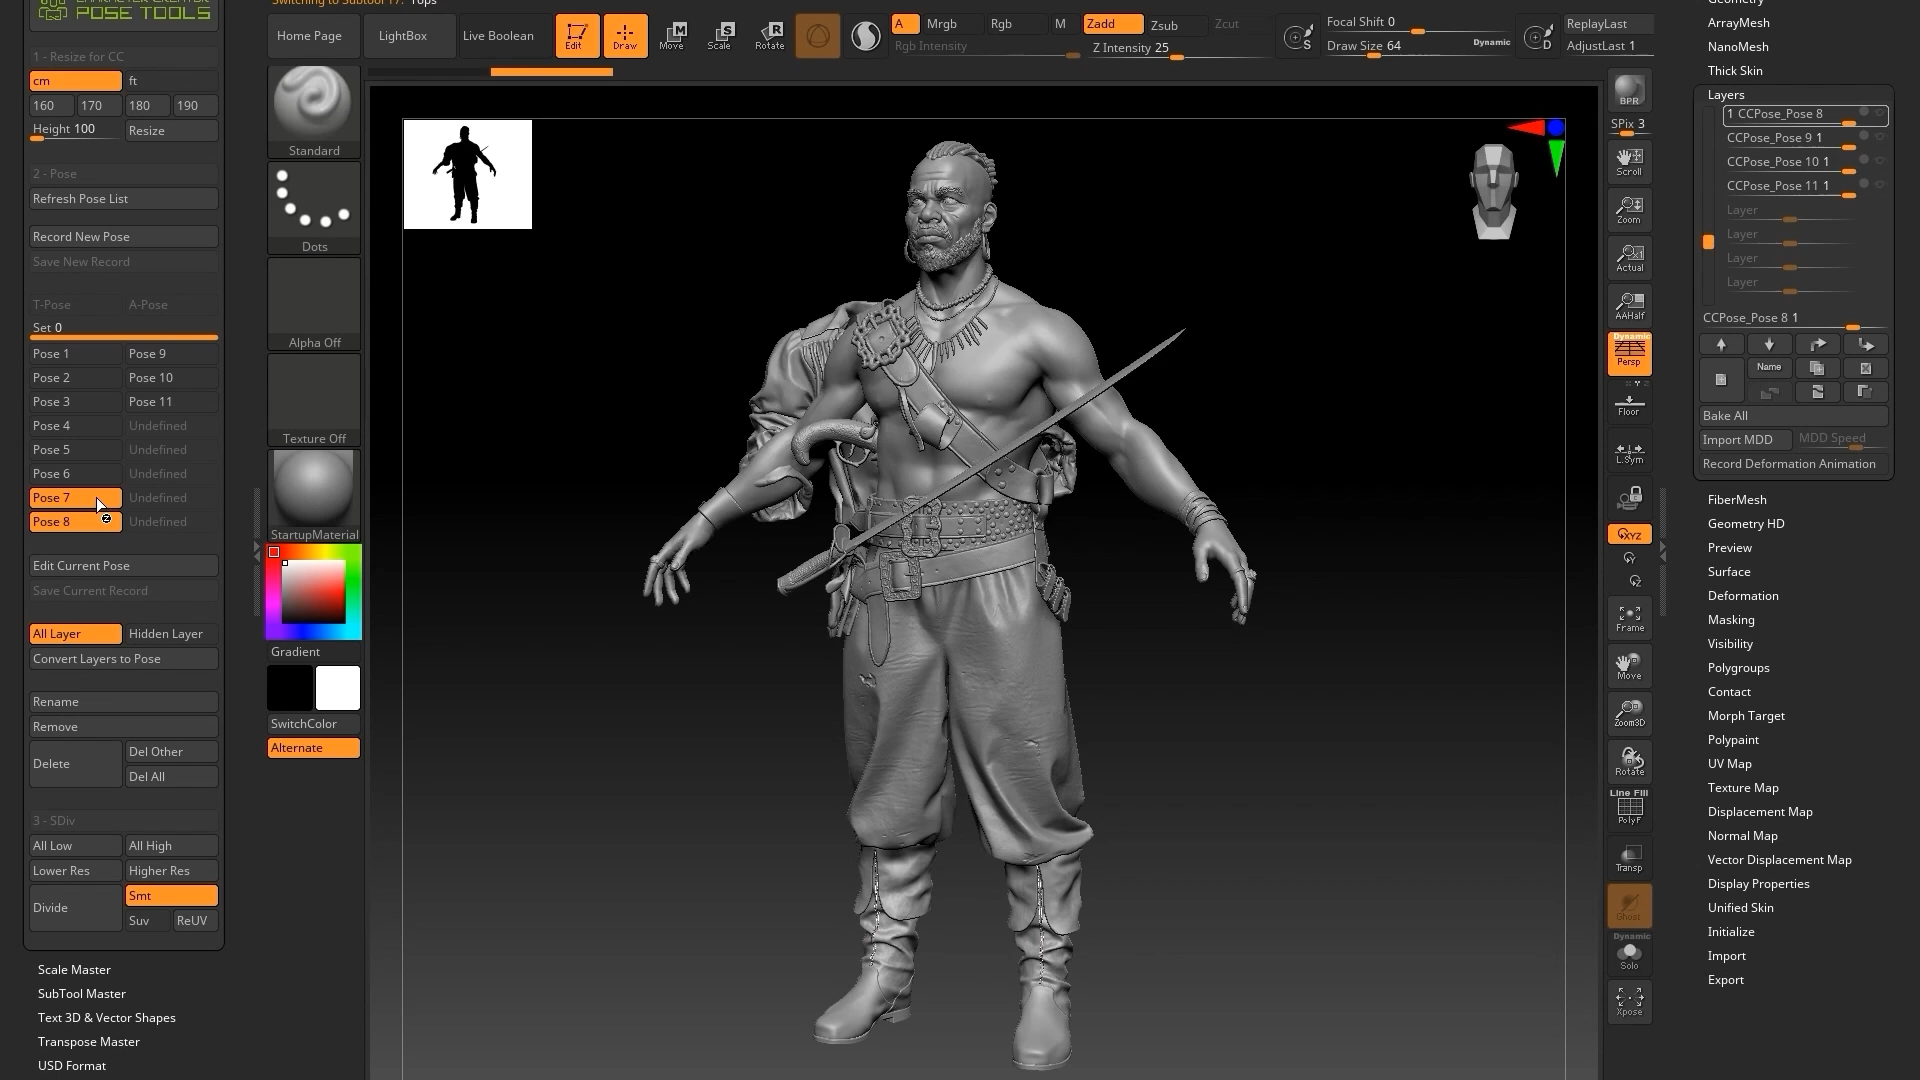 POSE TOOLS
1 - Resize for CC
cm ft
160 170 180 190
Height 100 Resize
2 - Pose
Refresh Pose List
Record New Pose
Save New Record
T-Pose A-Pose
Set 0
Pose 1 Pose 9
Pose 2 Pose 10
Pose 3 Pose 11
Pose 4 Undefined
Pose 5 Undefined
Pose 6 Undefined
Pose 7 Undefined
Pose 8 Undefined
Edit Current Pose
Save Current Record
All Layer Hidden Layer
Convert Layers to Pose
Rename
Remove
Delete Del Other
Del All
3 - SDiv
All Low All High
Lower Res Higher Res
Divide Smt
Suv ReUV
Scale Master
SubTool Master
Text 3D & Vector Shapes
Transpose Master
USD Format
Home Page LightBox Live Boolean Edit Draw Move Scale Rotate
A Mrgb Rgb M Zadd Zsub Zcut
Rgb Intensity Z Intensity 25
Focal Shift 0
Draw Size 64 Dynamic
S D
ReplayLast
AdjustLast 1
Standard
Dots
Alpha Off
Texture Off
StartupMaterial
Gradient
SwitchColor
Alternate
BPR
SPix 3
Scroll
Zoom
Actual
AAHalf
Dynamic
Persp
Floor
L.Sym
XYZ
Frame
Move
Zoom3D
Rotate
Line Fill
PolyF
Transp
Ghost
Dynamic
Solo
Xpose
ArrayMesh
NanoMesh
Thick Skin
Layers
1 CCPose_Pose 8
CCPose_Pose 9 1
CCPose_Pose 10 1
CCPose_Pose 11 1
Layer
Layer
Layer
Layer
CCPose_Pose 8 1
Name
Bake All
Import MDD MDD Speed
Record Deformation Animation
FiberMesh
Geometry HD
Preview
Surface
Deformation
Masking
Visibility
Polygroups
Contact
Morph Target
Polypaint
UV Map
Texture Map
Displacement Map
Normal Map
Vector Displacement Map
Display Properties
Unified Skin
Initialize
Import
Export